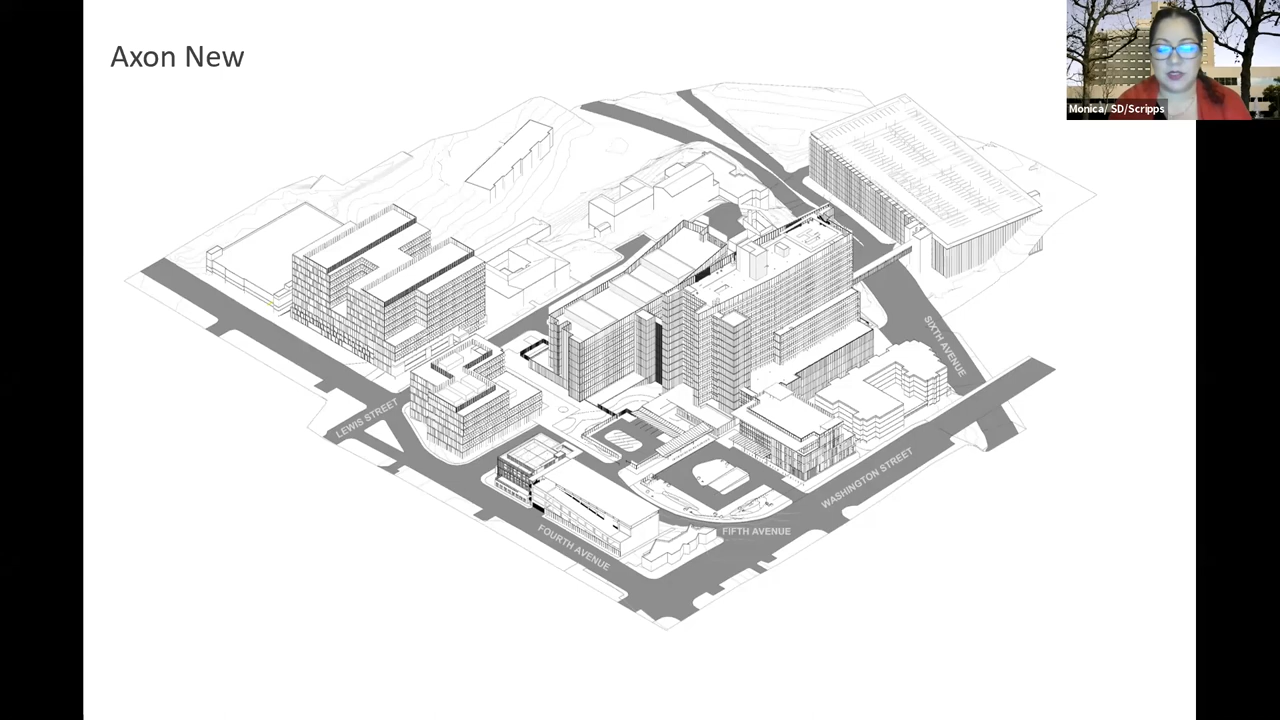 Axon New
Monica/ SD/Scripps
SIXTH AVENUE
LEWIS STREET
WASHINGTON STREET
FIFTH AVENUE
FOURTH AVENUE